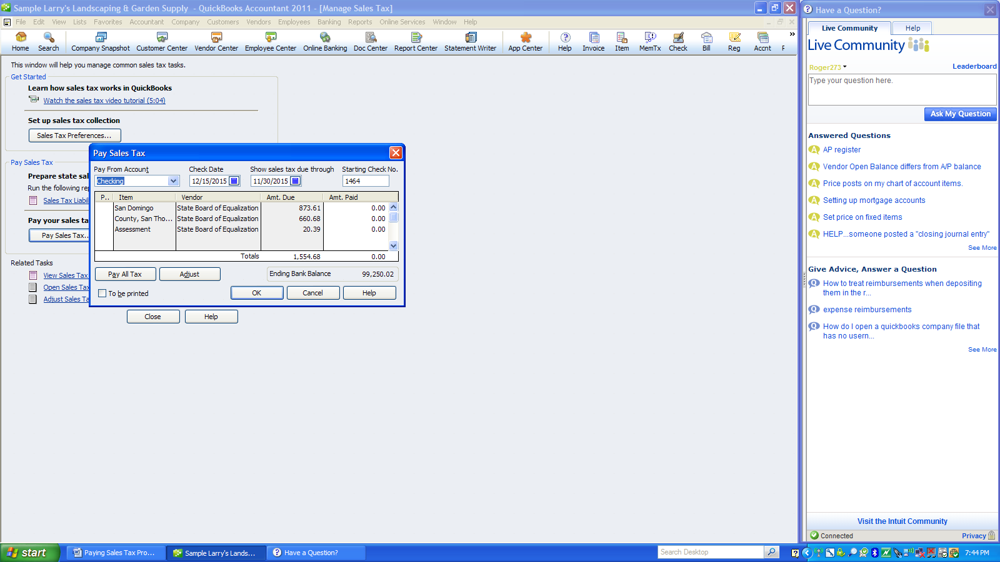 Sample Larry's Landscaping & Garden Supply - QuickBooks Accountant 2011 - [Manage Sales Tax]
File Edit View Lists Favorites Accountant Company Customers Vendors Employees Banking Reports Online Services Window Help
Home Search Company Snapshot Customer Center Vendor Center Employee Center Online Banking Doc Center Report Center Statement Writer App Center Help Invoice Item MemTx Check Bill Reg Accnt F
This window will help you manage common sales tax tasks.
Get Started
Learn how sales tax works in QuickBooks
Watch the sales tax video tutorial (5:04)
Set up sales tax collection
Sales Tax Preferences...
Pay Sales Tax
Prepare state sal
Run the following rep
Sales Tax Liabil
Pay your sales ta
Pay Sales Tax..
Related Tasks
View Sales Tax
Open Sales Tax
Adjust Sales Ta
Close Help
Pay Sales Tax
Pay From Account Check Date Show sales tax due through Starting Check No.
Checking 12/15/2015 11/30/2015 1464
P.. Item Vendor Amt. Due Amt. Paid
San Domingo State Board of Equalization 873.61 0.00
County, San Tho... State Board of Equalization 660.68 0.00
Assessment State Board of Equalization 20.39 0.00
Totals 1,554.68 0.00
Pay All Tax Adjust Ending Bank Balance 99,250.02
To be printed OK Cancel Help
Have a Question?
Live Community Help
Live Community
Roger273 Leaderboard
Type your question here.
Ask My Question
Answered Questions
A AP register
A Vendor Open Balance differs from A/P balance
A Price posts on my chart of account items.
A Setting up mortgage accounts
A Set price on fixed items
A HELP...someone posted a "closing journal entry"
See More
Give Advice, Answer a Question
Q How to treat reimbursements when depositing
them in the r...
Q expense reimbursements
Q How do I open a quickbooks company file that
has no usern...
See More
Visit the Intuit Community
Connected Privacy
start Paying Sales Tax Pro... Sample Larry's Lands... Have a Question? Search Desktop 7:44 PM